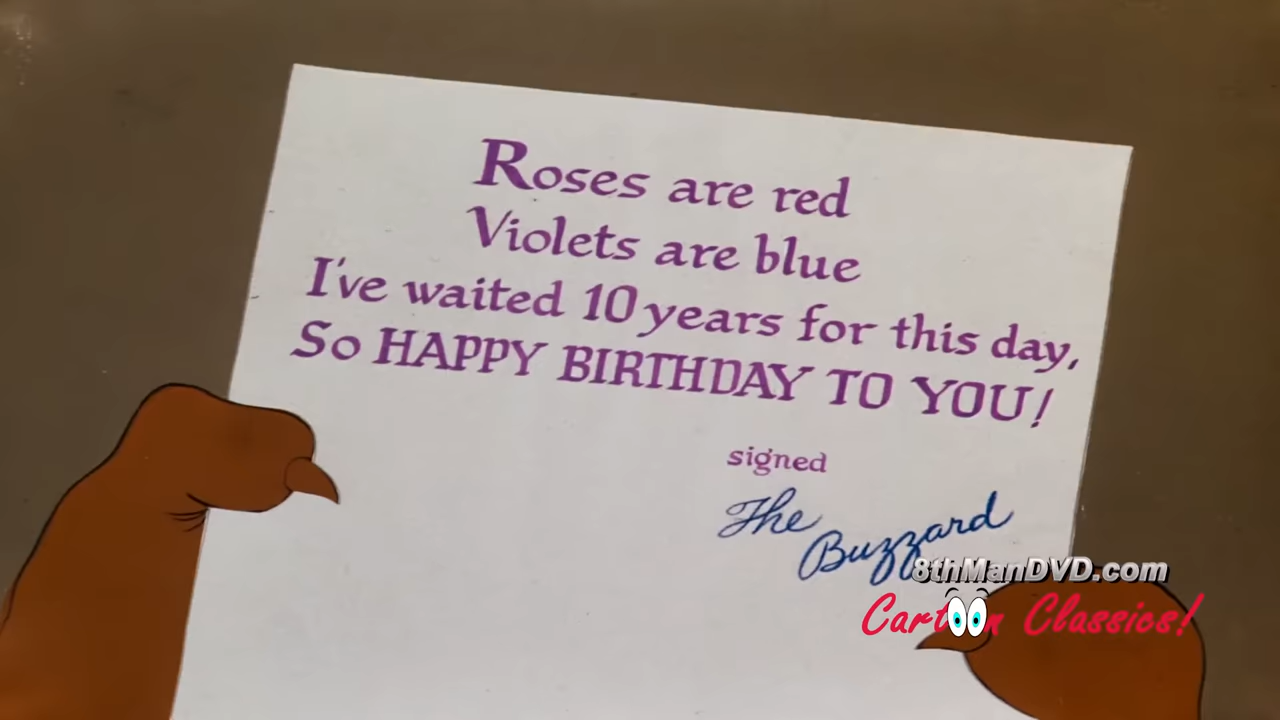 Roses are red
Violets are blue
I've waited 10 years for this day,
So HAPPY BIRTHDAY TO YOU!
signed
The
Buzzard
8thManDVD.com
Cartoon Classics!